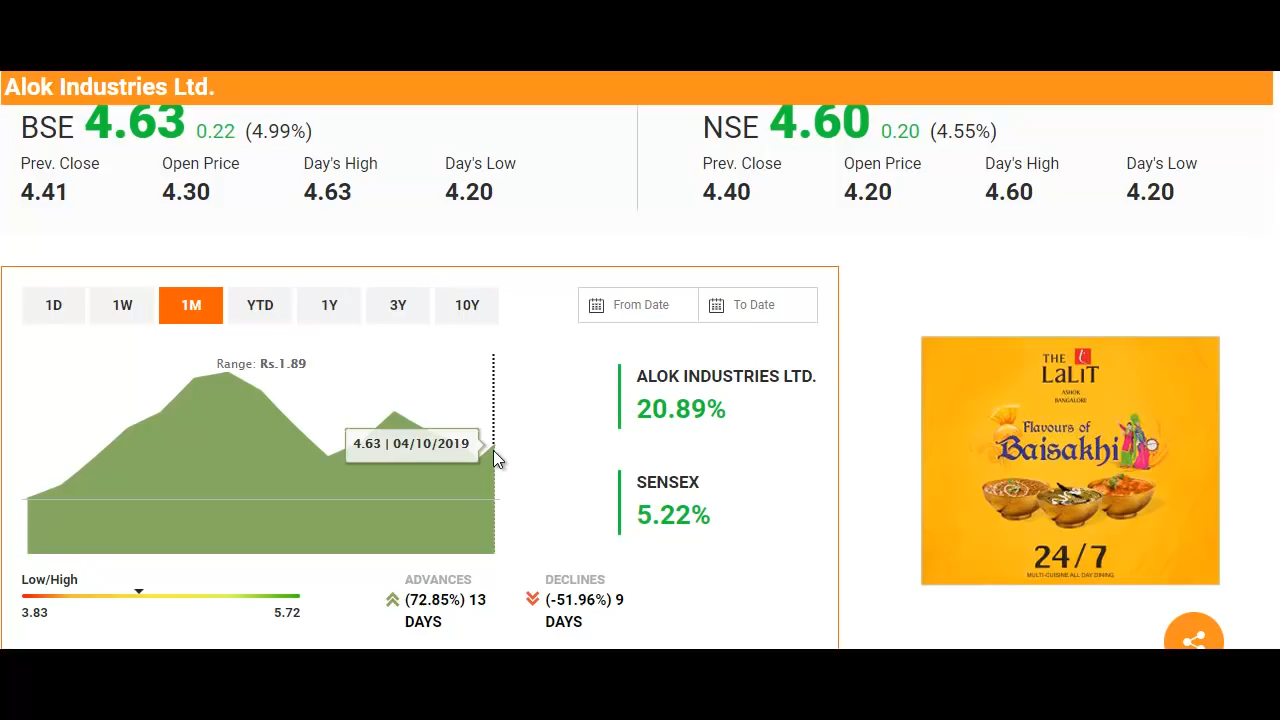 Alok Industries Ltd.
BSE 4.63 0.22 (4.99%)
Prev. Close Open Price Day's High Day's Low
4.41 4.30 4.63 4.20
NSE 4.60 0.20 (4.55%)
Prev. Close Open Price Day's High Day's Low
4.40 4.20 4.60 4.20
1D 1W 1M YTD 1Y 3Y 10Y
From Date To Date
Range: Rs.1.89
4.63 | 04/10/2019
ALOK INDUSTRIES LTD.
20.89%
SENSEX
5.22%
Low/High
3.83 5.72
ADVANCES
(72.85%) 13
DAYS
DECLINES
(-51.96%) 9
DAYS
THE
LaLiT
ASHOK
BANGALORE
Flavours of
Baisakhi
24/7
MULTI-CUISINE ALL DAY DINING